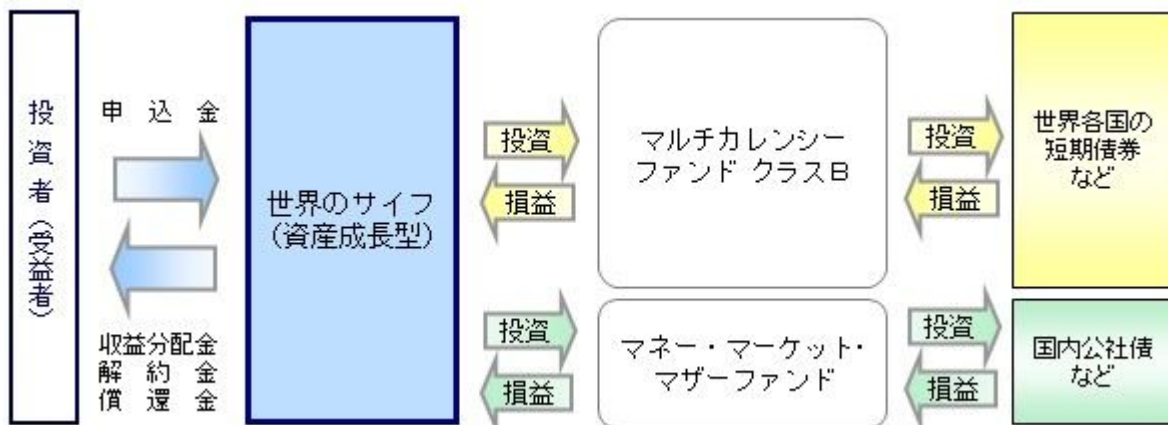 投資者(受益者)
申込金
収益分配金
解約金
償還金
世界のサイフ
(資産成長型)
投資
損益
マルチカレンシー
ファンド クラスB
投資
損益
世界各国の
短期債券
など
投資
損益
マネー・マーケット・
マザーファンド
投資
損益
国内公社債
など